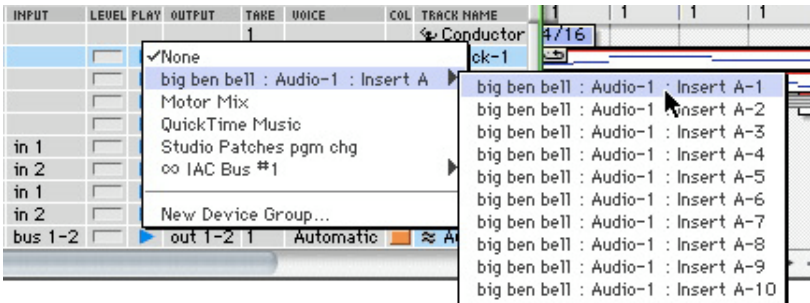 INPUT LEVEL PLAY OUTPUT TAKE VOICE COL TRACK NAME 1 1 1 1
1 Conductor 4/16
ck-1
✓None
big ben bell : Audio-1 : Insert A
Motor Mix
QuickTime Music
Studio Patches pgm chg
∞ IAC Bus #1
New Device Group...
big ben bell : Audio-1 : Insert A-1
big ben bell : Audio-1 : Insert A-2
big ben bell : Audio-1 : Insert A-3
big ben bell : Audio-1 : Insert A-4
big ben bell : Audio-1 : Insert A-5
big ben bell : Audio-1 : Insert A-6
big ben bell : Audio-1 : Insert A-7
big ben bell : Audio-1 : Insert A-8
big ben bell : Audio-1 : Insert A-9
big ben bell : Audio-1 : Insert A-10
in 1
in 2
in 1
in 2
bus 1-2 out 1-2 1 Automatic